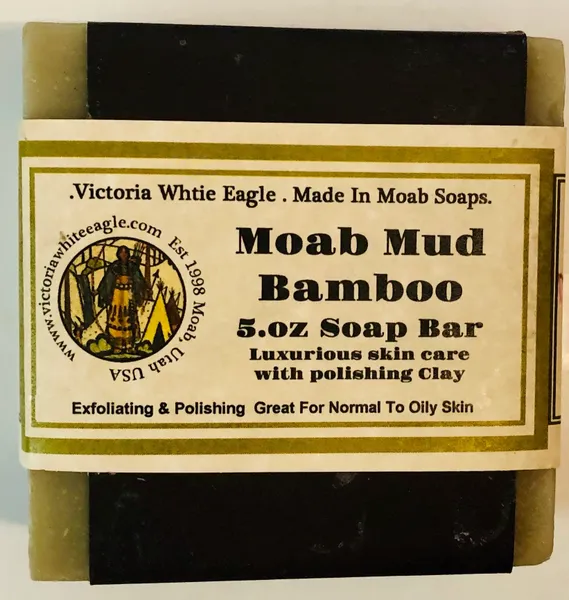 .Victoria Whtie Eagle . Made In Moab Soaps.
www.victoriawhiteeagle.com Est 1998 Moab, Utah USA
Moab Mud
Bamboo
5.oz Soap Bar
Luxurious skin care
with polishing Clay
Exfoliating & Polishing Great For Normal To Oily Skin